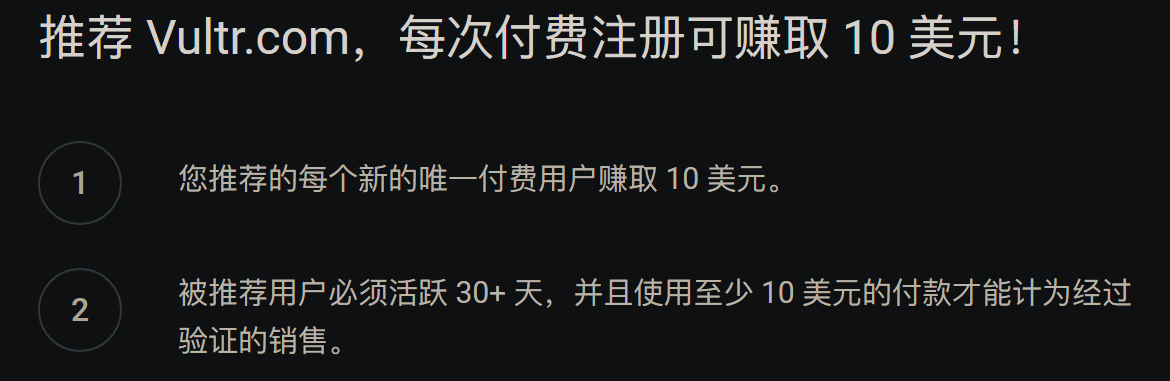 推荐 Vultr.com，每次付费注册可赚取 10 美元！
1
您推荐的每个新的唯一付费用户赚取 10 美元。
2
被推荐用户必须活跃 30+ 天，并且使用至少 10 美元的付款才能计为经过
验证的销售。